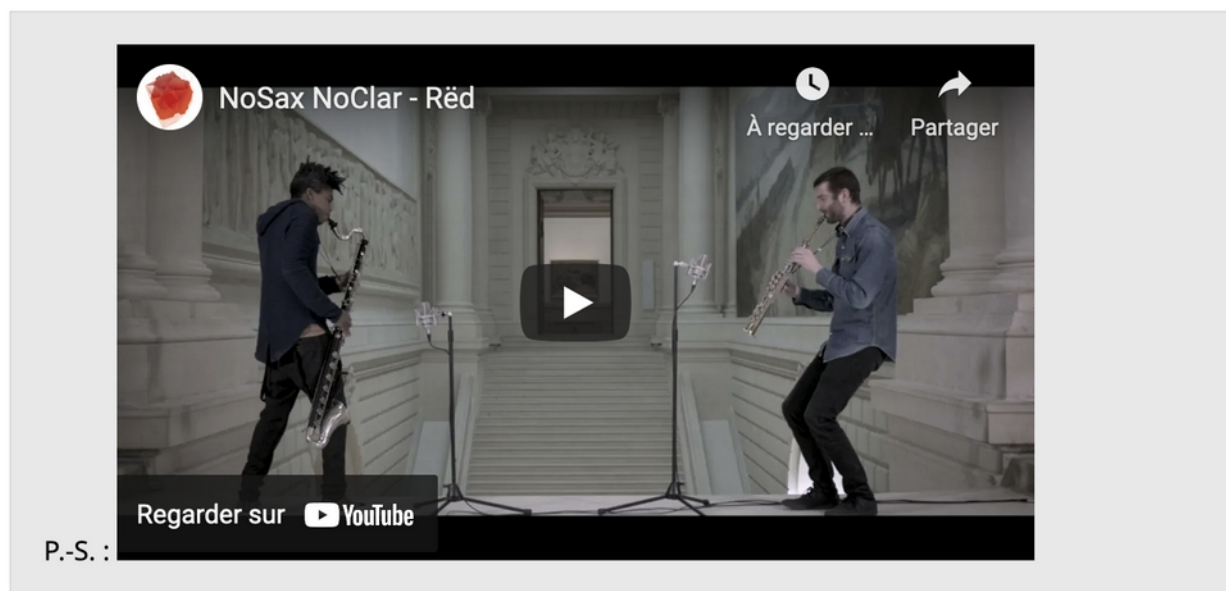 NoSax NoClar - Rëd
À regarder ...
Partager
Regarder sur YouTube
P.-S. :